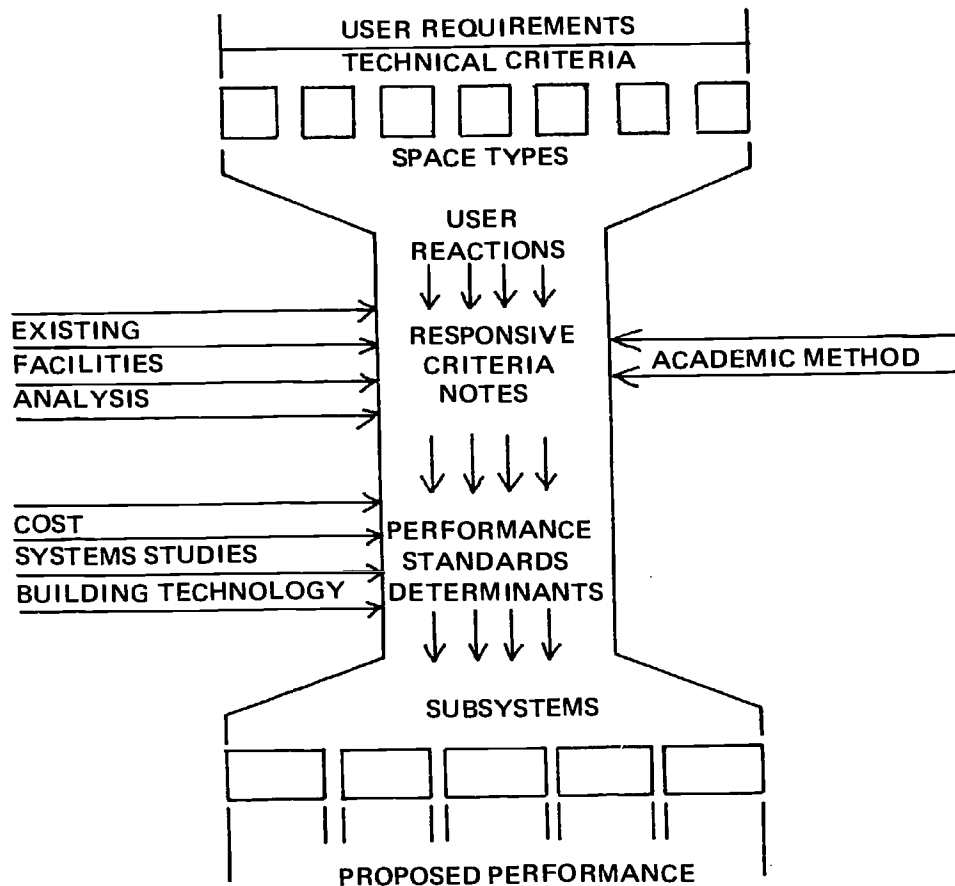 USER REQUIREMENTS
TECHNICAL CRITERIA
SPACE TYPES
USER
REACTIONS
EXISTING
FACILITIES
ANALYSIS
RESPONSIVE
CRITERIA
NOTES
ACADEMIC METHOD
COST
SYSTEMS STUDIES
BUILDING TECHNOLOGY
PERFORMANCE
STANDARDS
DETERMINANTS
SUBSYSTEMS
PROPOSED PERFORMANCE